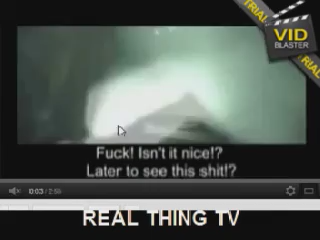 TRIAL
VID
BLASTER
TRIAL
Fuck! Isn't it nice!?
Later to see this shit!?
0:03 / 2:56
REAL THING TV